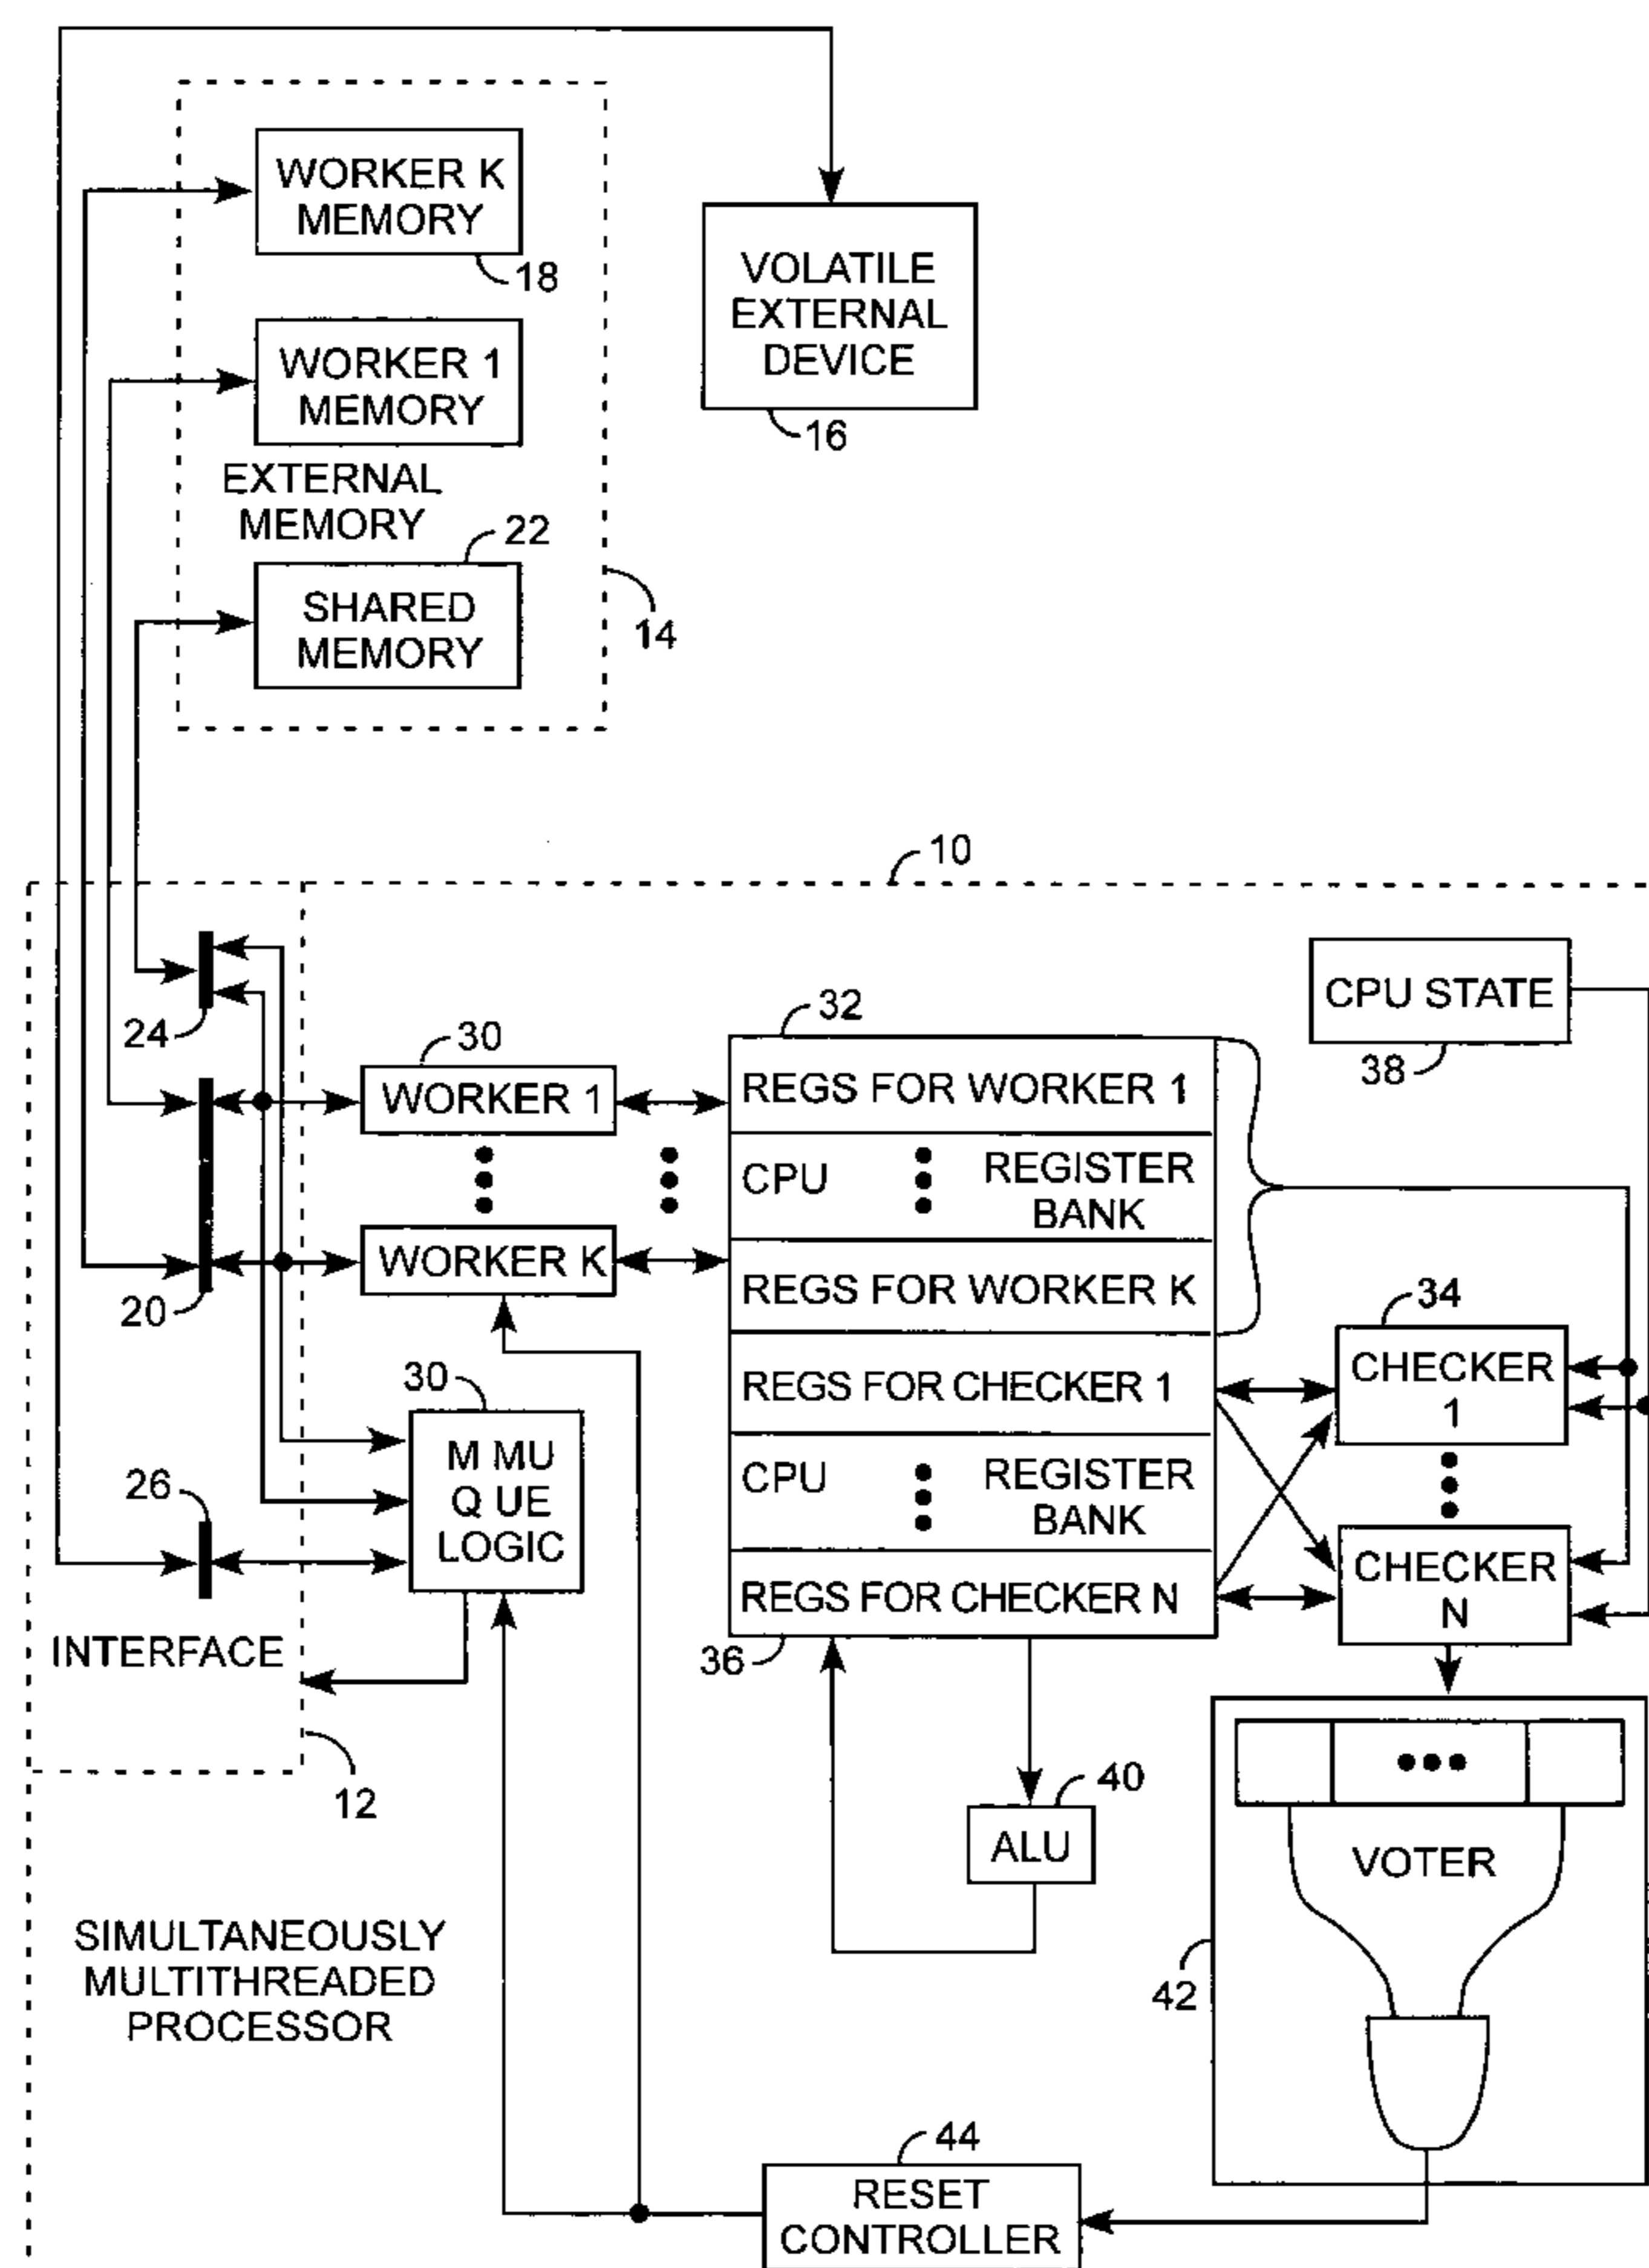 WORKER K
MEMORY
18
WORKER 1
MEMORY
EXTERNAL
MEMORY
22
SHARED
MEMORY
14
VOLATILE
EXTERNAL
DEVICE
16
10
24
20
26
INTERFACE
12
30
WORKER 1
WORKER K
30
M MU
Q UE
LOGIC
32
REGS FOR WORKER 1
CPU REGISTER
BANK
REGS FOR WORKER K
REGS FOR CHECKER 1
CPU REGISTER
BANK
REGS FOR CHECKER N
36
CPU STATE
38
34
CHECKER
1
CHECKER
N
40
ALU
VOTER
42
SIMULTANEOUSLY
MULTITHREADED
PROCESSOR
44
RESET
CONTROLLER